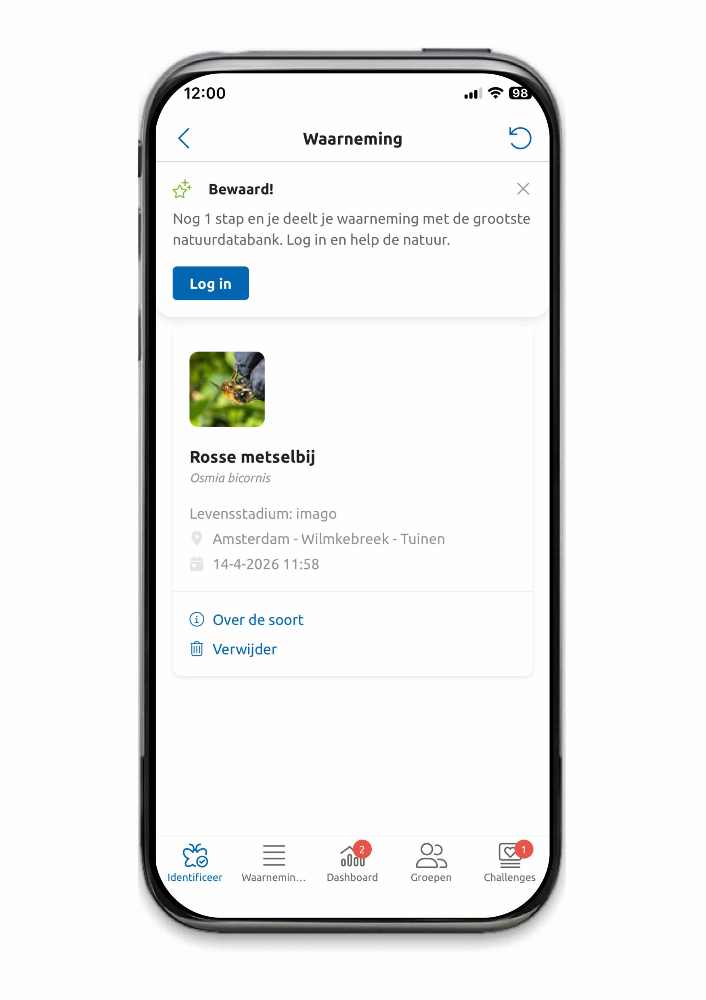 12:00
98
Waarneming
Bewaard!
Nog 1 stap en je deelt je waarneming met de grootste
natuurdatabank. Log in en help de natuur.
Log in
Rosse metselbij
Osmia bicornis
Levensstadium: imago
Amsterdam - Wilmkebreek - Tuinen
14-4-2026 11:58
Over de soort
Verwijder
2
1
Identificeer
Waarnemin...
Dashboard
Groepen
Challenges